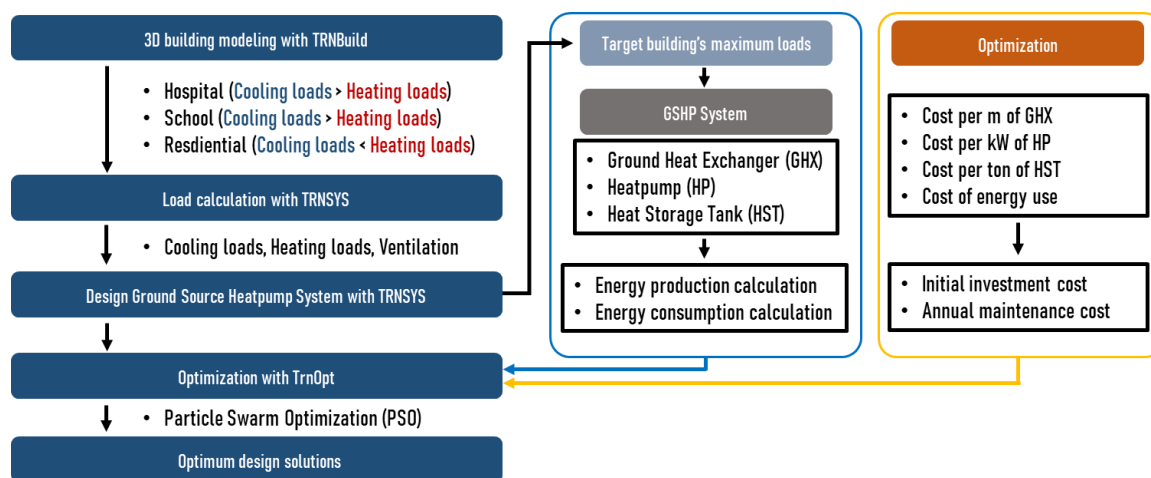 3D building modeling with TRNBuild
• Hospital (Cooling loads > Heating loads)
• School (Cooling loads > Heating loads)
• Resdiential (Cooling loads < Heating loads)
Load calculation with TRNSYS
• Cooling loads, Heating loads, Ventilation
Design Ground Source Heatpump System with TRNSYS
Optimization with TrnOpt
• Particle Swarm Optimization (PSO)
Optimum design solutions
Target building's maximum loads
GSHP System
• Ground Heat Exchanger (GHX)
• Heatpump (HP)
• Heat Storage Tank (HST)
• Energy production calculation
• Energy consumption calculation
Optimization
• Cost per m of GHX
• Cost per kW of HP
• Cost per ton of HST
• Cost of energy use
• Initial investment cost
• Annual maintenance cost